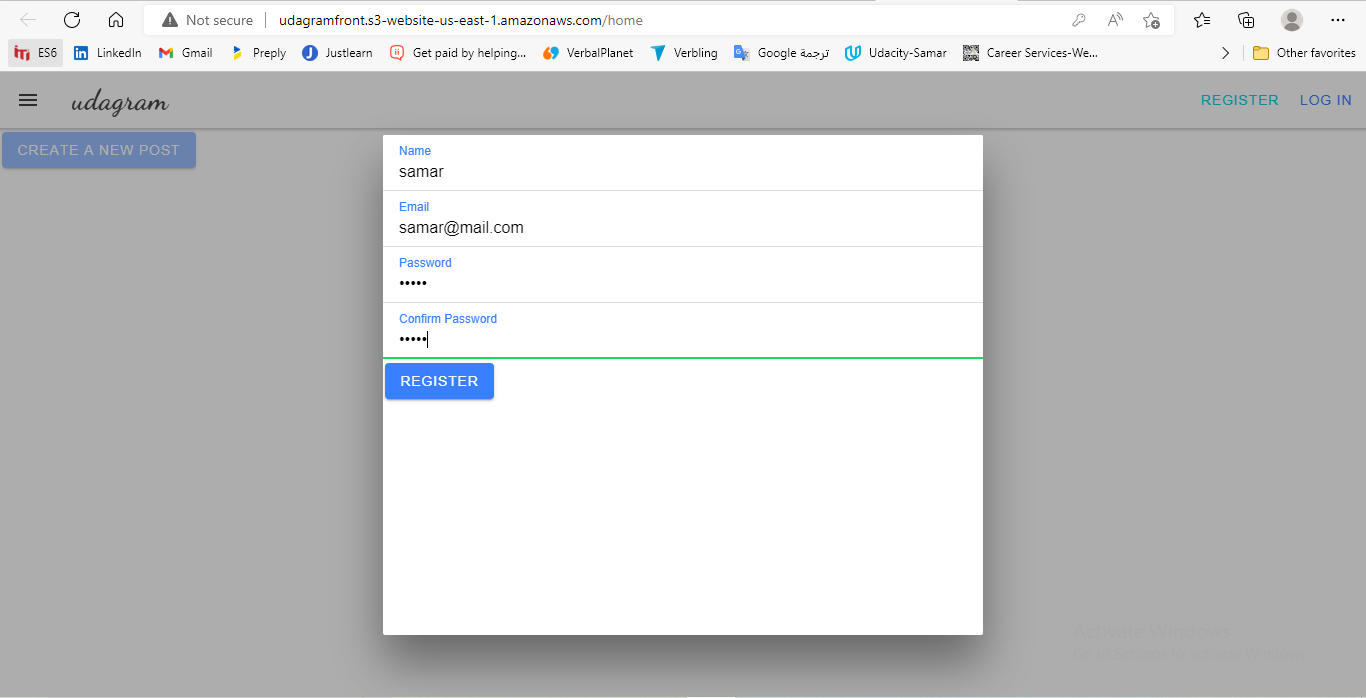 Not secure | udagramfront.s3-website-us-east-1.amazonaws.com/home
ES6 LinkedIn Gmail Preply Justlearn Get paid by helping... VerbalPlanet Verbling ترجمة Google Udacity-Samar Career Services-We... Other favorites
udagram REGISTER LOG IN
CREATE A NEW POST
Name
samar
Email
samar@mail.com
Password
•••••
Confirm Password
•••••
REGISTER
Activate Windows
Go to Settings to activate Windows.